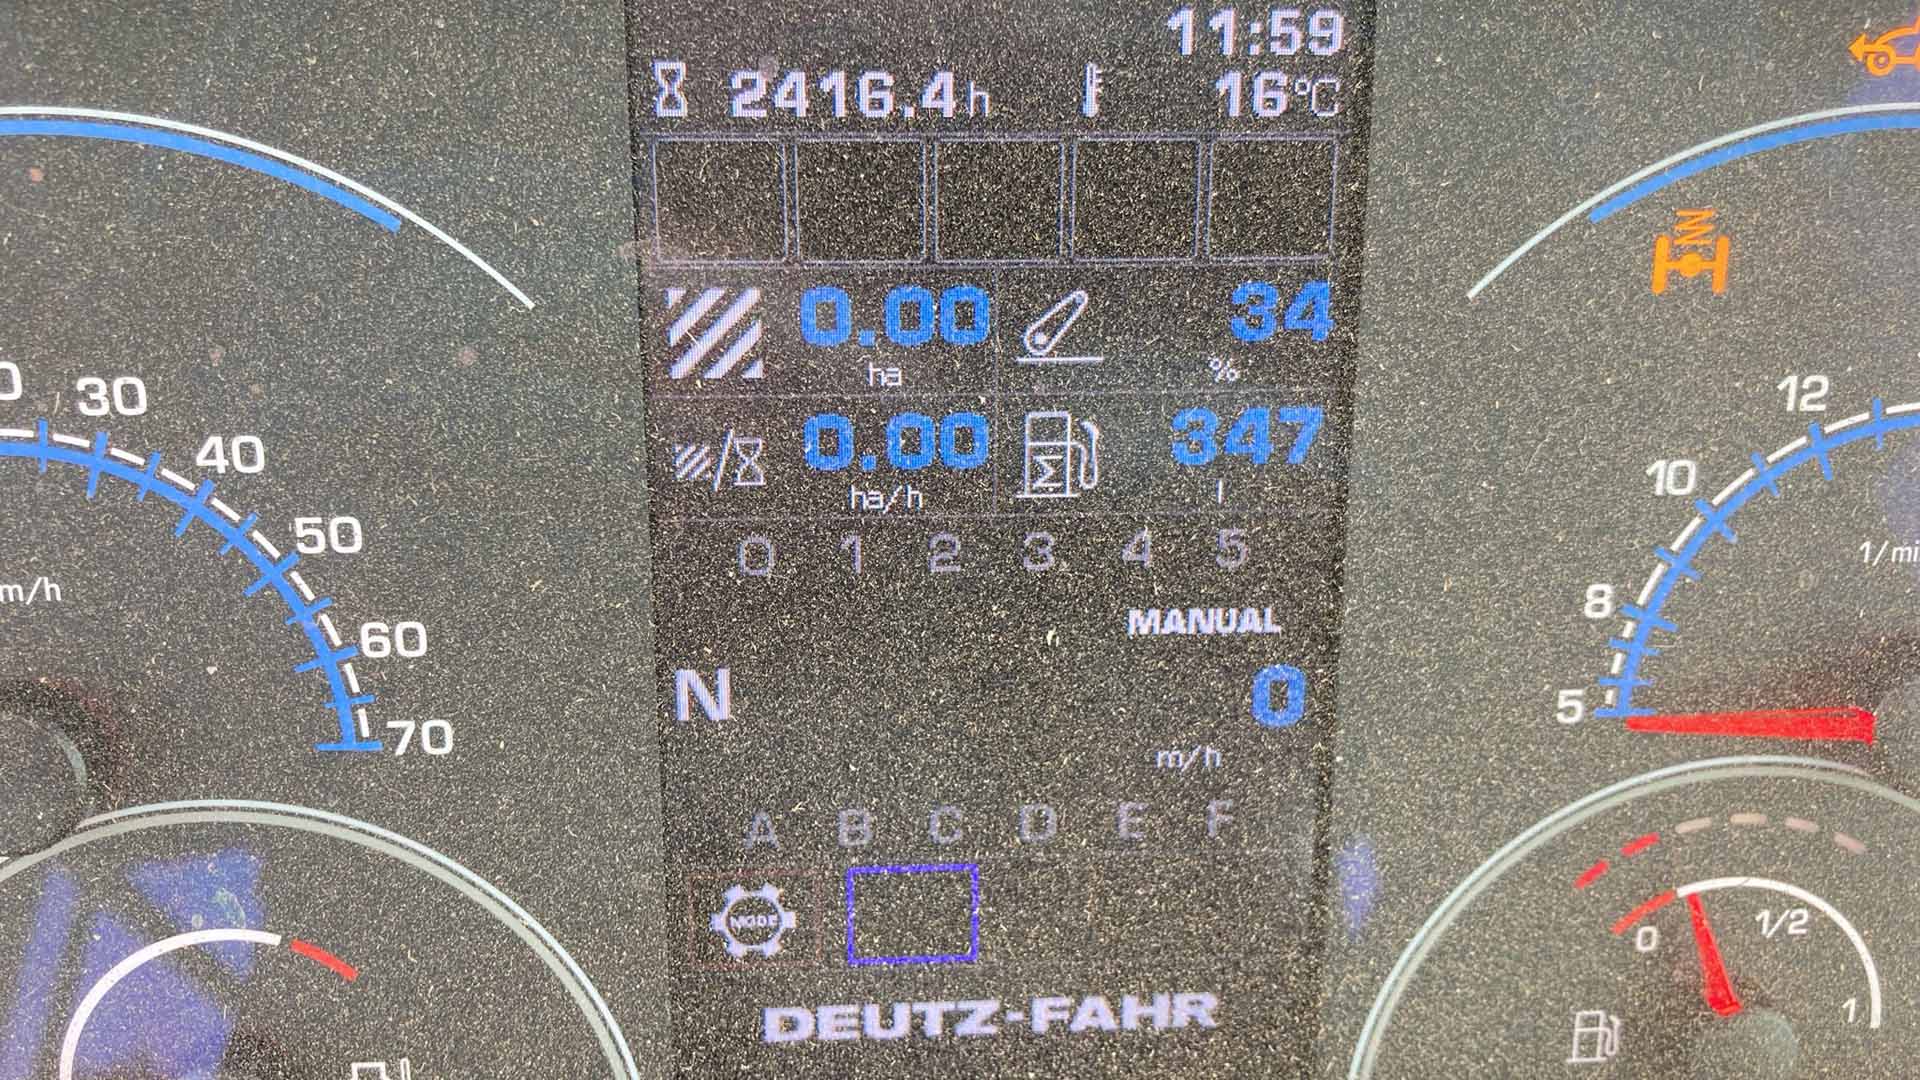 11:59
2416.4h 16°C
0.00 34
ha %
0.00 347
ha/h l
0 1 2 3 4 5
MANUAL
N 0
m/h
A B C D E F
MODE
DEUTZ-FAHR
30
40
50
60
70
m/h
12
10
8
5
0
1/2
1